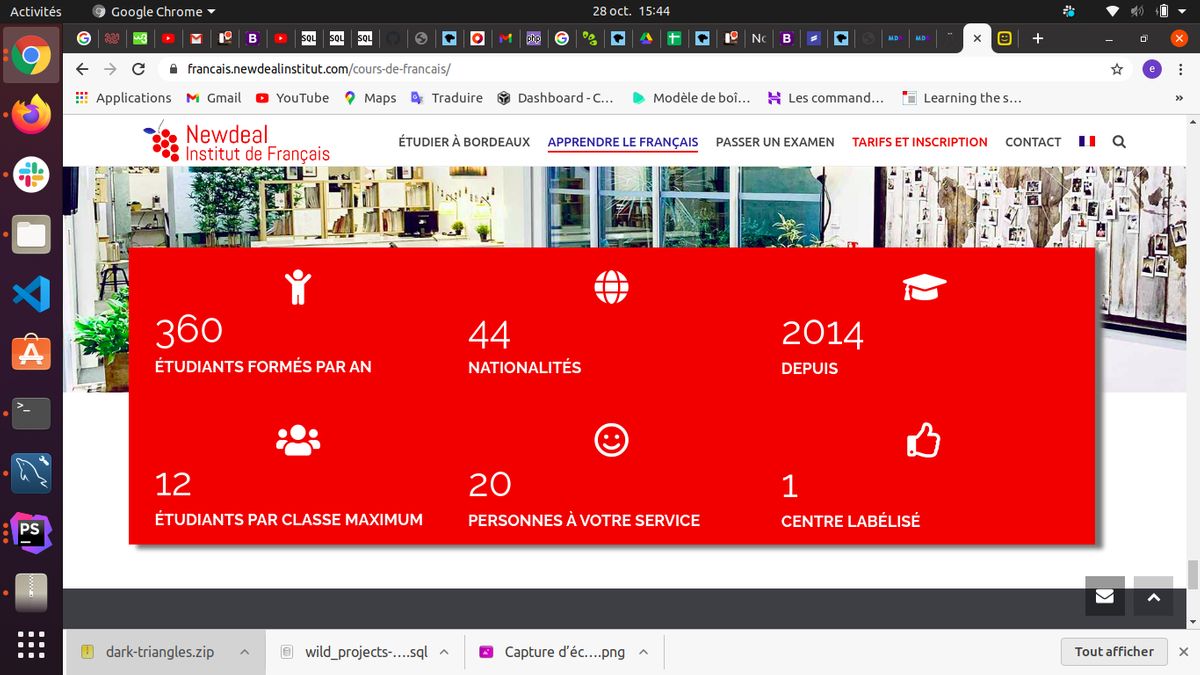 Activités
Google Chrome
28 oct. 15:44
SQL
SQL
SQL
php
francais.newdealinstitut.com/cours-de-francais/
e
Applications
Gmail
YouTube
Maps
Traduire
Dashboard - C...
Modèle de boî...
Les command...
Learning the s...
»
Newdeal
Institut de Français
ÉTUDIER À BORDEAUX
APPRENDRE LE FRANÇAIS
PASSER UN EXAMEN
TARIFS ET INSCRIPTION
CONTACT
360
ÉTUDIANTS FORMÉS PAR AN
44
NATIONALITÉS
2014
DEPUIS
12
ÉTUDIANTS PAR CLASSE MAXIMUM
20
PERSONNES À VOTRE SERVICE
1
CENTRE LABÉLISÉ
PS
dark-triangles.zip
wild_projects-....sql
Capture d'éc....png
Tout afficher